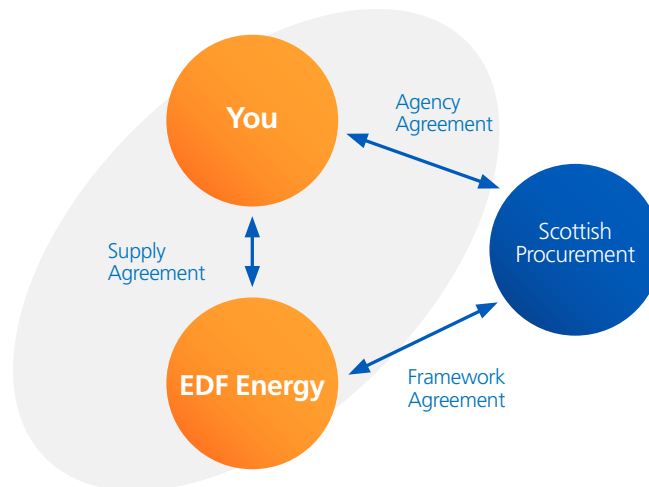 You
Agency
Agreement
Scottish
Procurement
Supply
Agreement
EDF Energy
Framework
Agreement